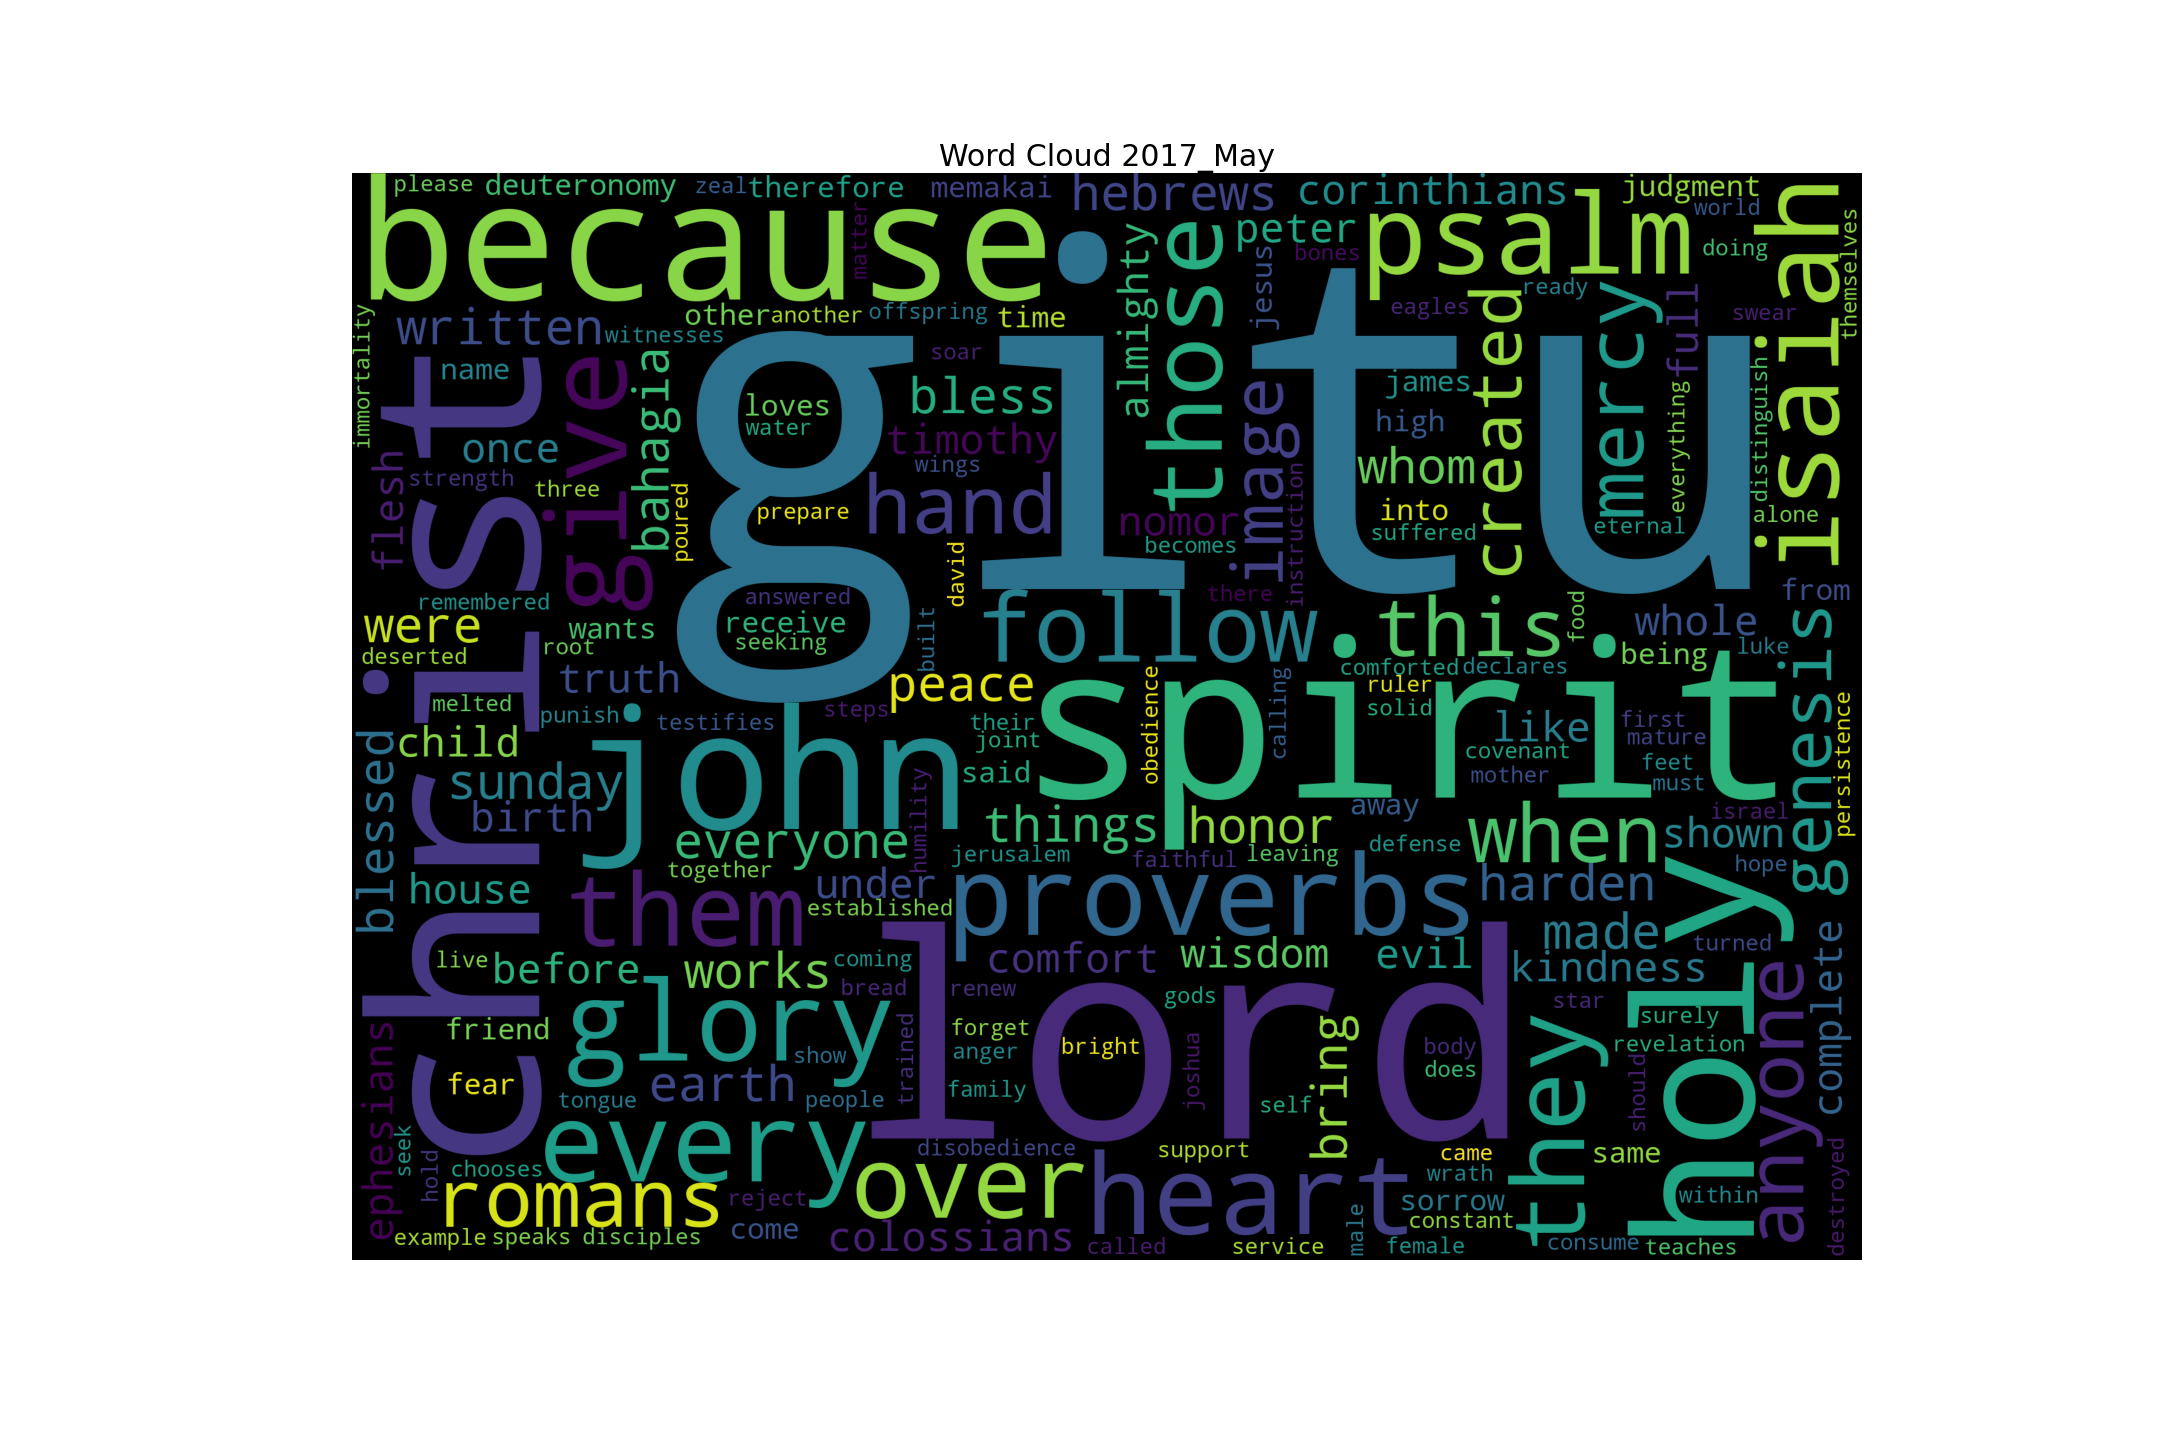 Word Cloud 2017_May
please
deuteronomy
zeal
therefore
memakai
hebrews
corinthians
judgment
world
because
matter
psalm
isalah
themselves
peter
bones
doing
those
almighty
jesus
immortality
written
witnesses
other
another
offspring
time
eagles
ready
created
mercy
full
swear
gitu
name
give
bahagia
soar
loves
water
bless
timothy
wings
image
james
high
whom
everything
distinguish
christ
once
strength
flesh
three
poured
prepare
hand
nomor
becomes
instruction
into
suffered
eternal
alone
david
remembered
were
deserted
root
wants
answered
receive
seeking
built
there
follow
this
food
whole
from
being
luke
genesis
truth
peace
comforted
declares
ruler
solid
melted
punish
testifies
steps
their
joint
obedience
calling
spirit
like
covenant
first
mature
feet
must
persistence
child
sunday
birth
john
said
mother
blessed
everyone
humility
things
honor
away
when
shown
israel
hope
together
jerusalem
faithful
leaving
defense
house
them
under
established
proverbs
harden
holy
live
before
works
coming
bread
comfort
renew
wisdom
evil
made
kindness
turned
complete
glory
lord
gods
star
surely
revelation
anyone
friend
fear
show
trained
forget
anger
bright
family
joshua
bring
body
does
they
should
ephesians
earth
tongue
people
self
seek
every
disobedience
support
came
same
hold
chooses
romans
reject
over
heart
wrath
sorrow
constant
within
destroyed
example
speaks
disciples
come
colossians
called
service
male
female
consume
teaches